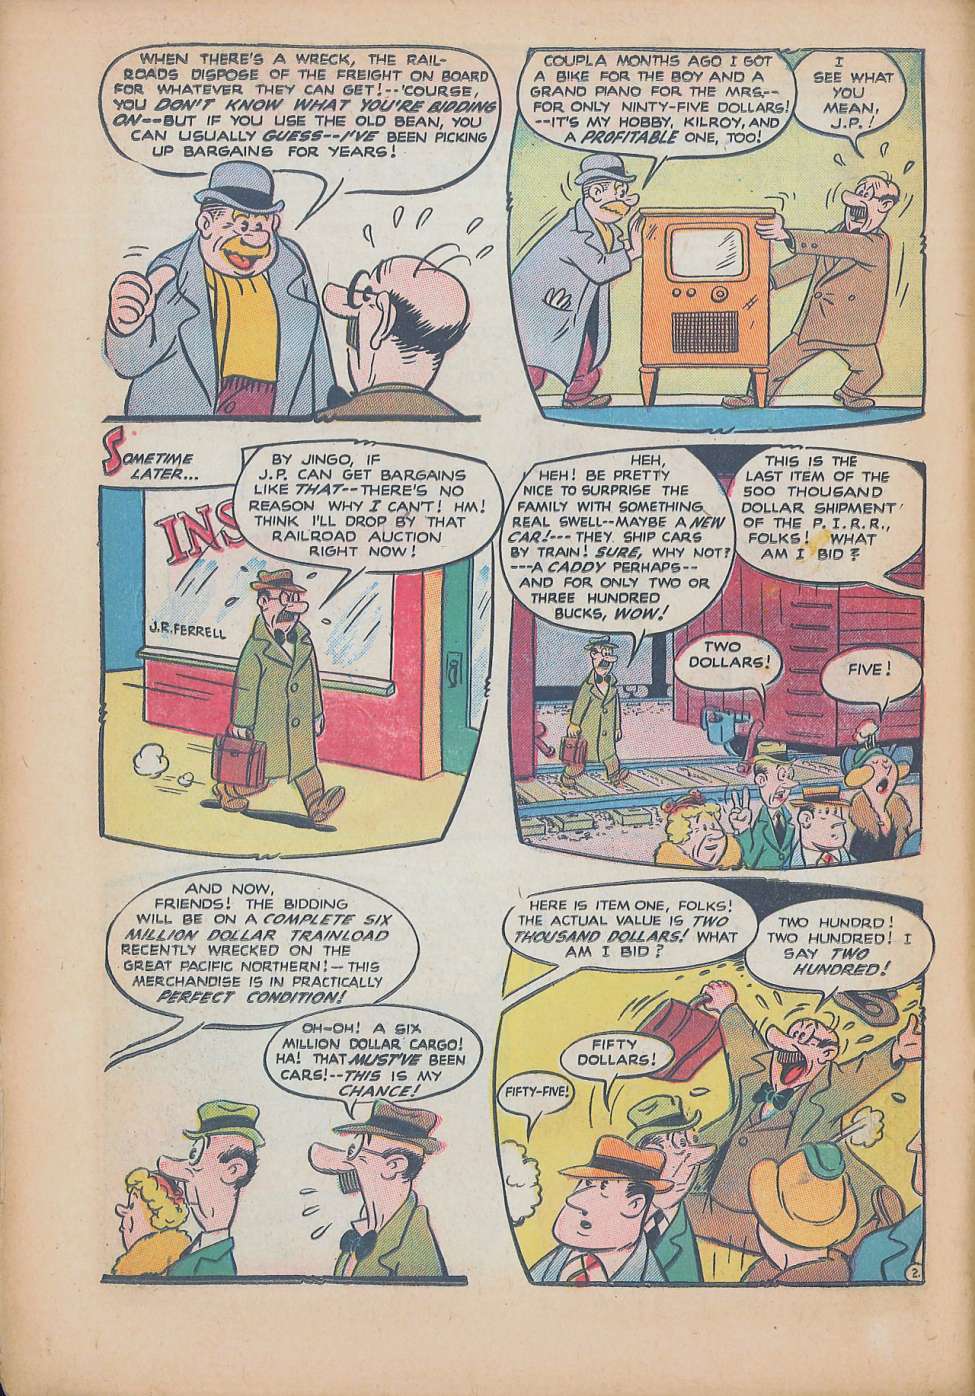 WHEN THERE'S A WRECK, THE RAIL-
ROADS DISPOSE OF THE FREIGHT ON BOARD
FOR WHATEVER THEY CAN GET!--'COURSE,
YOU DON'T KNOW WHAT YOU'RE BIDDING
ON--BUT IF YOU USE THE OLD BEAN, YOU
CAN USUALLY GUESS--I'VE BEEN PICKING
UP BARGAINS FOR YEARS!
COUPLA MONTHS AGO I GOT
A BIKE FOR THE BOY AND A
GRAND PIANO FOR THE MRS.--
FOR ONLY NINTY-FIVE DOLLARS!
--IT'S MY HOBBY, KILROY, AND
A PROFITABLE ONE, TOO!
I
SEE WHAT
YOU
MEAN,
J.P.!
SOMETIME
LATER...
BY JINGO, IF
J.P. CAN GET BARGAINS
LIKE THAT--THERE'S NO
REASON WHY I CAN'T! HM!
THINK I'LL DROP BY THAT
RAILROAD AUCTION
RIGHT NOW!
INS
J.R. FERRELL
HEH,
HEH! BE PRETTY
NICE TO SURPRISE THE
FAMILY WITH SOMETHING
REAL SWELL--MAYBE A NEW
CAR!--- THEY SHIP CARS
BY TRAIN! SURE, WHY NOT?
---A CADDY PERHAPS--
AND FOR ONLY TWO OR
THREE HUNDRED
BUCKS, WOW!
THIS IS THE
LAST ITEM OF THE
500 THOUSAND
DOLLAR SHIPMENT
OF THE P.I.R.R.,
FOLKS! WHAT
AM I BID?
TWO
DOLLARS!
FIVE!
AND NOW,
FRIENDS! THE BIDDING
WILL BE ON A COMPLETE SIX
MILLION DOLLAR TRAINLOAD
RECENTLY WRECKED ON THE
GREAT PACIFIC NORTHERN!--THIS
MERCHANDISE IS IN PRACTICALLY
PERFECT CONDITION!
OH-OH! A SIX
MILLION DOLLAR CARGO!
HA! THAT MUST'VE BEEN
CARS!--THIS IS MY
CHANCE!
HERE IS ITEM ONE, FOLKS!
THE ACTUAL VALUE IS TWO
THOUSAND DOLLARS! WHAT
AM I BID?
TWO HUNDRD!
TWO HUNDRED! I
SAY TWO
HUNDRED!
FIFTY
DOLLARS!
FIFTY-FIVE!
2